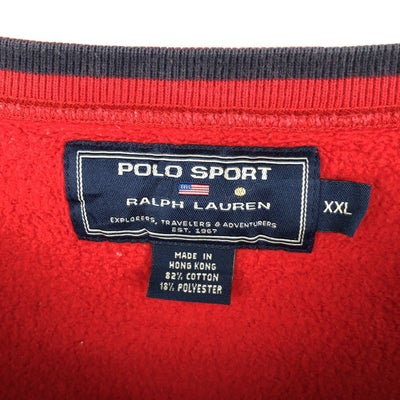 POLO SPORT
RALPH LAUREN
EXPLORERS, TRAVELERS & ADVENTURERS
EST. 1967
XXL
MADE IN
HONG KONG
82% COTTON
18% POLYESTER